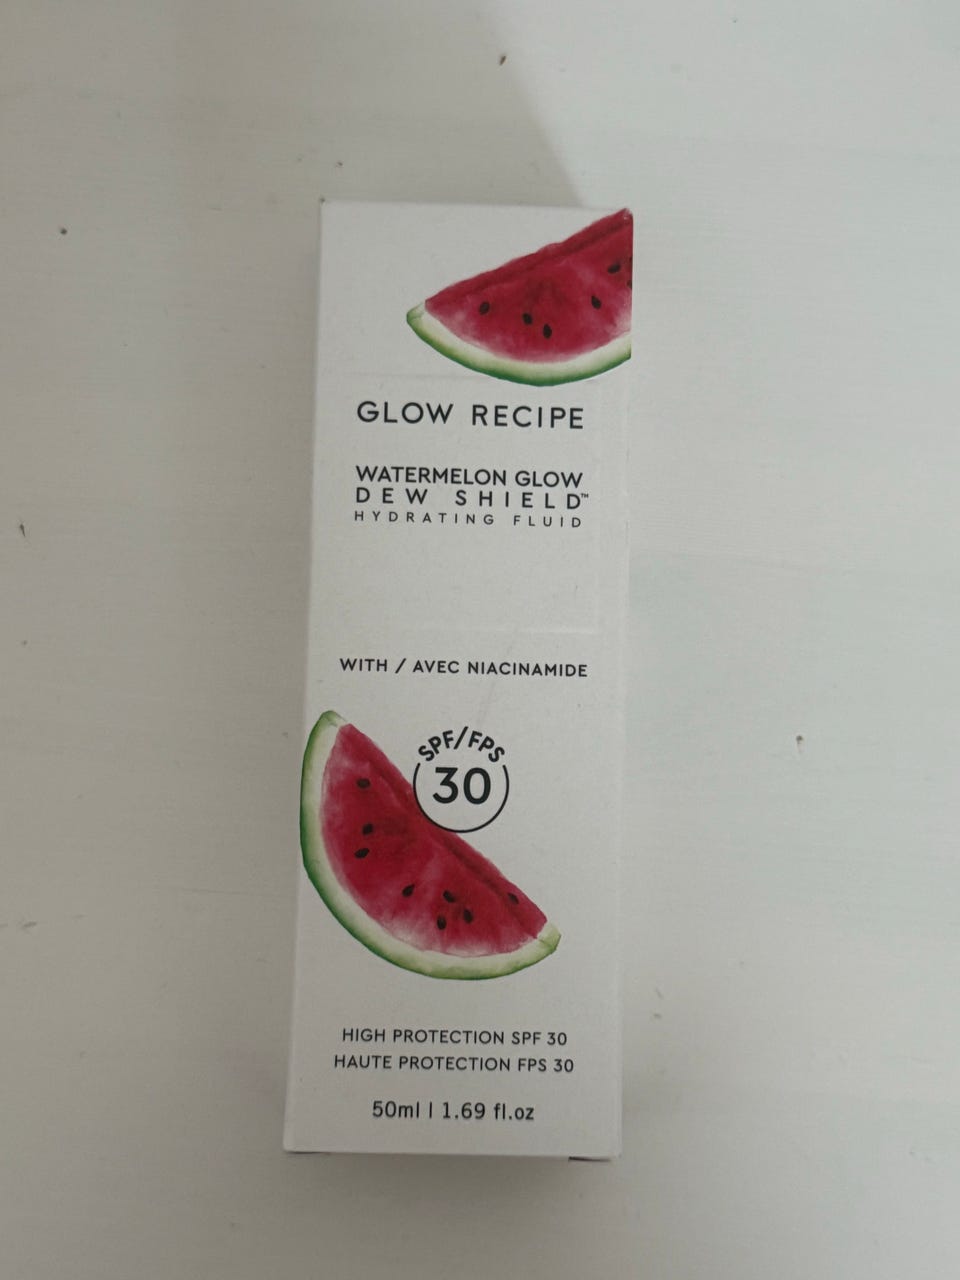 GLOW RECIPE
WATERMELON GLOW
DEW SHIELD™
HYDRATING FLUID
WITH / AVEC NIACINAMIDE
SPF/FPS
30
HIGH PROTECTION SPF 30
HAUTE PROTECTION FPS 30
50ml | 1.69 fl.oz